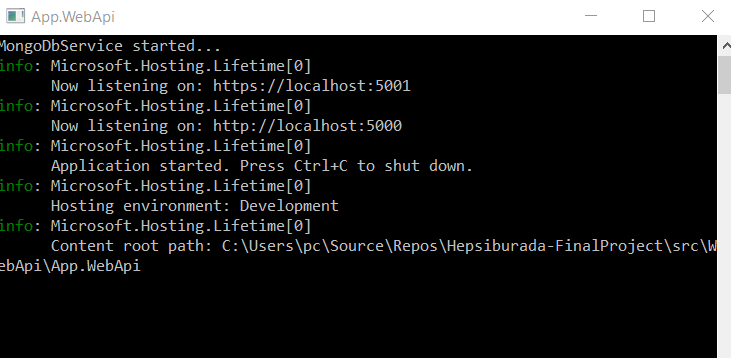 App.WebApi
MongoDbService started...
info: Microsoft.Hosting.Lifetime[0]
Now listening on: https://localhost:5001
info: Microsoft.Hosting.Lifetime[0]
Now listening on: http://localhost:5000
info: Microsoft.Hosting.Lifetime[0]
Application started. Press Ctrl+C to shut down.
info: Microsoft.Hosting.Lifetime[0]
Hosting environment: Development
info: Microsoft.Hosting.Lifetime[0]
Content root path: C:\Users\pc\Source\Repos\Hepsiburada-FinalProject\src\W
ebApi\App.WebApi